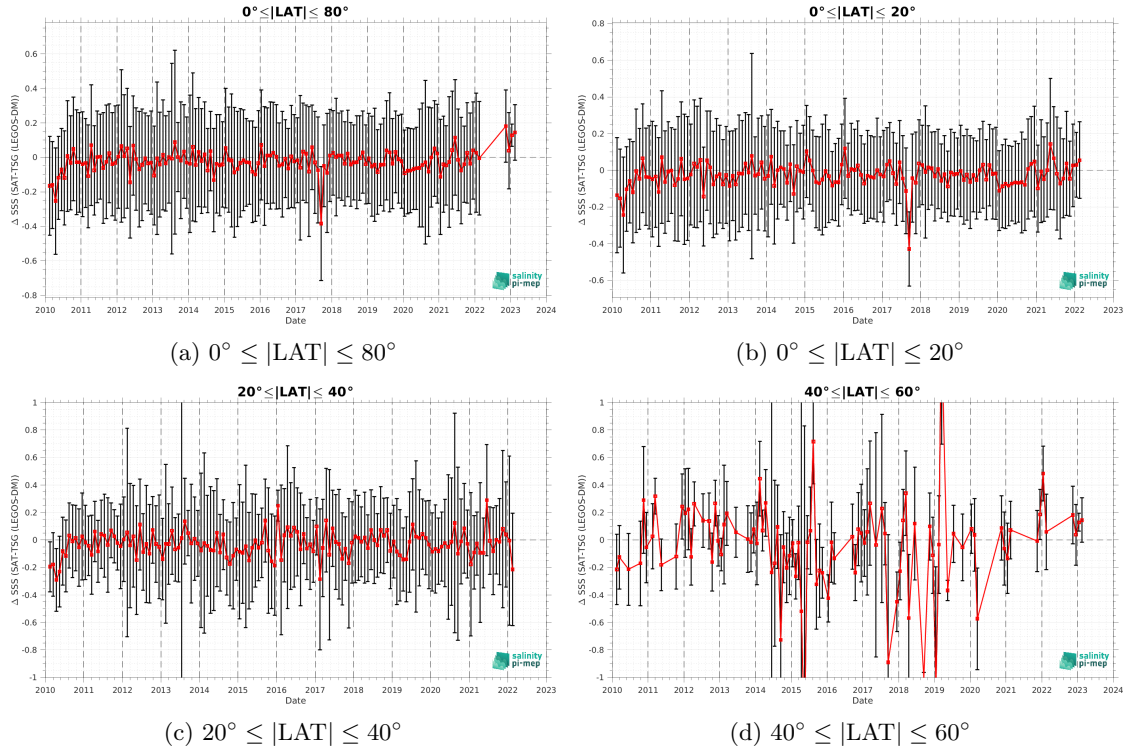 0°≤|LAT|≤ 80°
Δ SSS (SAT-TSG (LEGOS-DM))
0.6
0.4
0.2
0
-0.2
-0.4
-0.6
-0.8
2010 2011 2012 2013 2014 2015 2016 2017 2018 2019 2020 2021 2022 2023 2024
Date
salinity
pi-mep
(a) 0° ≤ |LAT| ≤ 80°
0°≤|LAT|≤ 20°
Δ SSS (SAT-TSG (LEGOS-DM))
0.8
0.6
0.4
0.2
0
-0.2
-0.4
-0.6
2010 2011 2012 2013 2014 2015 2016 2017 2018 2019 2020 2021 2022 2023
Date
salinity
pi-mep
(b) 0° ≤ |LAT| ≤ 20°
20°≤|LAT|≤ 40°
Δ SSS (SAT-TSG (LEGOS-DM))
1
0.8
0.6
0.4
0.2
0
-0.2
-0.4
-0.6
-0.8
-1
2010 2011 2012 2013 2014 2015 2016 2017 2018 2019 2020 2021 2022 2023
Date
salinity
pi-mep
(c) 20° ≤ |LAT| ≤ 40°
40°≤|LAT|≤ 60°
Δ SSS (SAT-TSG (LEGOS-DM))
1
0.8
0.6
0.4
0.2
0
-0.2
-0.4
-0.6
-0.8
-1
2010 2011 2012 2013 2014 2015 2016 2017 2018 2019 2020 2021 2022 2023 2024
Date
salinity
pi-mep
(d) 40° ≤ |LAT| ≤ 60°